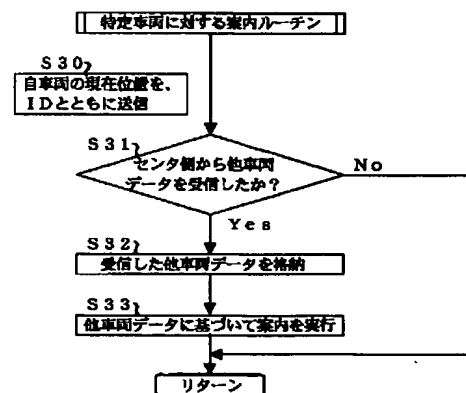 特定車両に対する案内ルーチン
S30
自車両の現在位置を、
IDとともに送信
S31
センタ側から他車両
データを受信したか？
No
Yes
S32
受信した他車両データを格納
S33
他車両データに基づいて案内を実行
リターン